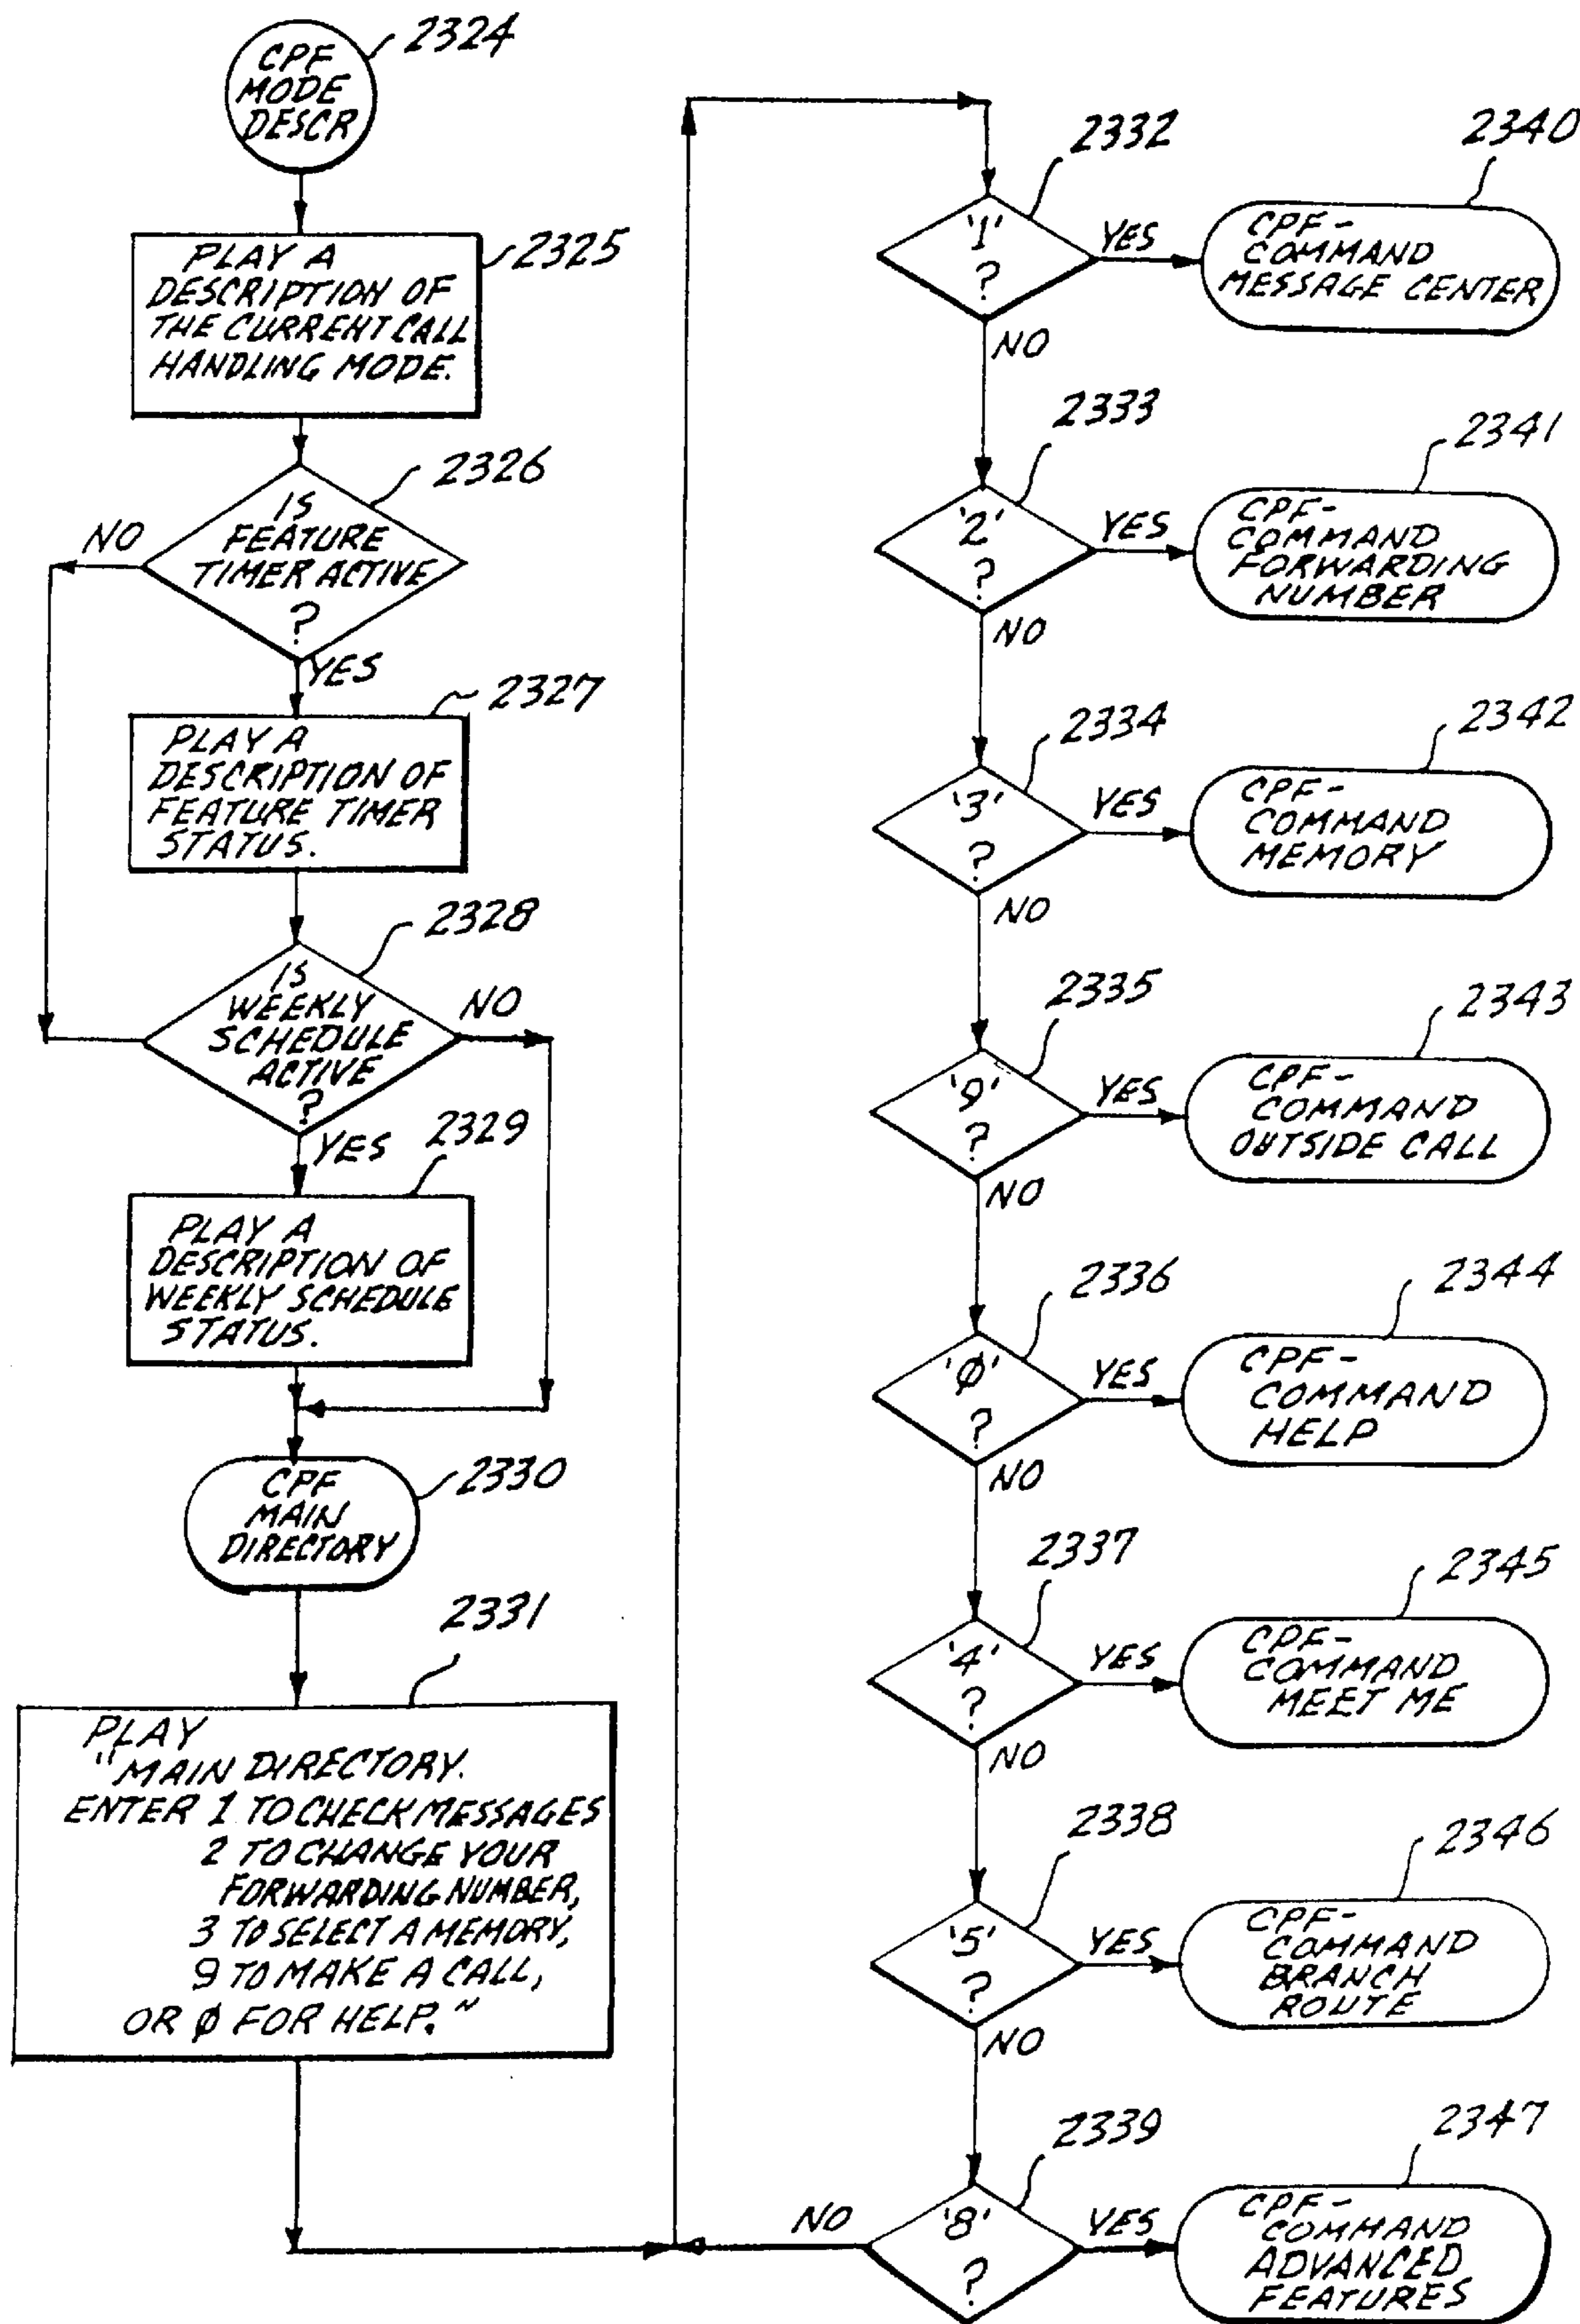 2324
CPF
MODE
DESCR
2325
PLAY A
DESCRIPTION OF
THE CURRENT CALL
HANDLING MODE.
2326
IS
FEATURE
TIMER ACTIVE
?
NO
YES
2327
PLAY A
DESCRIPTION OF
FEATURE TIMER
STATUS.
2328
IS
WEEKLY
SCHEDULE
ACTIVE
?
NO
YES
2329
PLAY A
DESCRIPTION OF
WEEKLY SCHEDULE
STATUS.
2330
CPF
MAIN
DIRECTORY
2331
PLAY
"MAIN DIRECTORY.
ENTER 1 TO CHECK MESSAGES
2 TO CHANGE YOUR
FORWARDING NUMBER,
3 TO SELECT A MEMORY,
9 TO MAKE A CALL,
OR Ø FOR HELP."
2332
'1'
?
YES
NO
2340
CPF-
COMMAND
MESSAGE CENTER
2333
'2'
?
YES
NO
2341
CPF-
COMMAND
FORWARDING
NUMBER
2334
'3'
?
YES
NO
2342
CPF-
COMMAND
MEMORY
2335
'9'
?
YES
NO
2343
CPF-
COMMAND
OUTSIDE CALL
2336
'Ø'
?
YES
NO
2344
CPF-
COMMAND
HELP
2337
'4'
?
YES
NO
2345
CPF-
COMMAND
MEET ME
2338
'5'
?
YES
NO
2346
CPF-
COMMAND
BRANCH
ROUTE
2339
'8'
?
NO
YES
2347
CPF-
COMMAND
ADVANCED
FEATURES